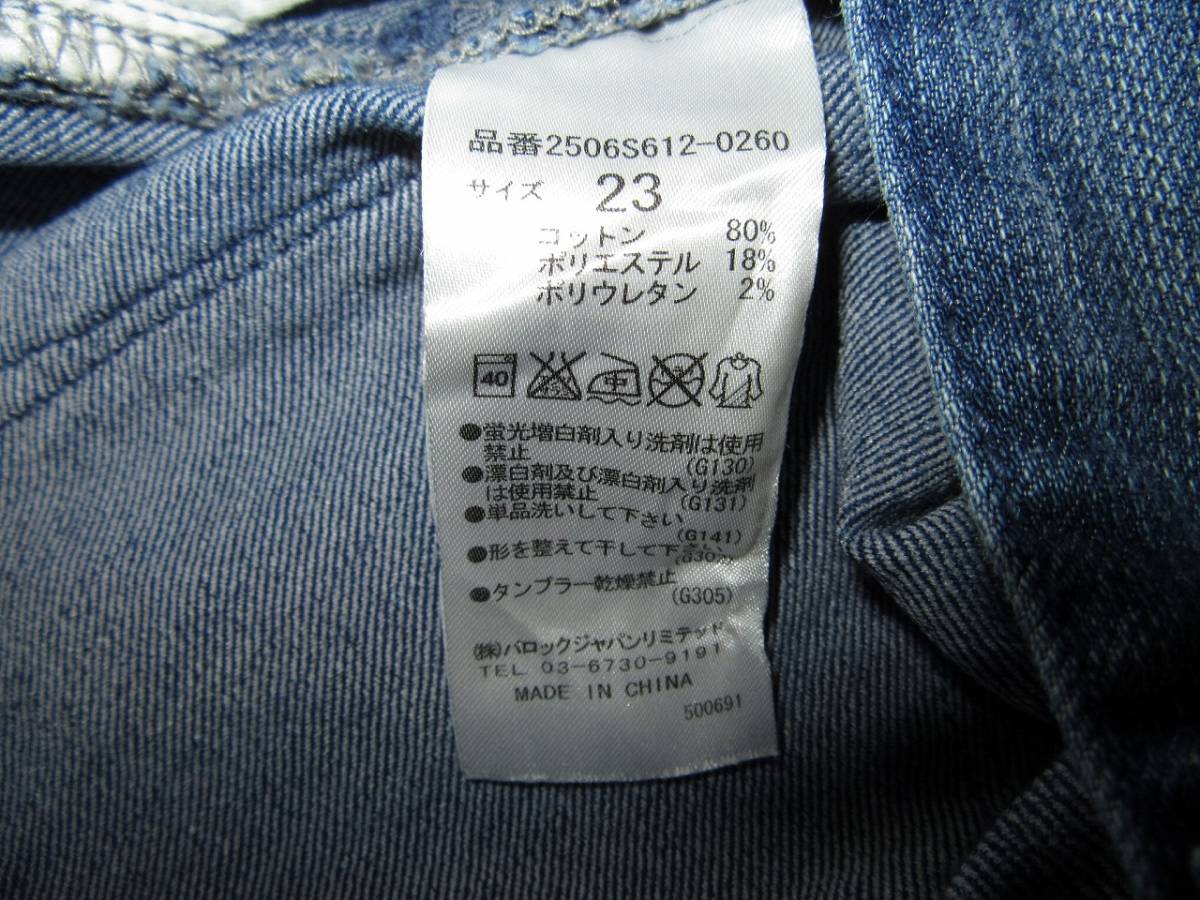 品番2506S612-0260
サイズ 23
コットン 80%
ポリエステル 18%
ポリウレタン 2%
40 中
●蛍光増白剤入り洗剤は使用
禁止 (G130)
●漂白剤及び漂白剤入り洗剤
は使用禁止 (G131)
●単品洗いして下さい
(G141)
●形を整えて干して下さい
●タンブラー乾燥禁止
(G305)
(株)バロックジャパンリミテッド
TEL 03-6730-9191
MADE IN CHINA
500691